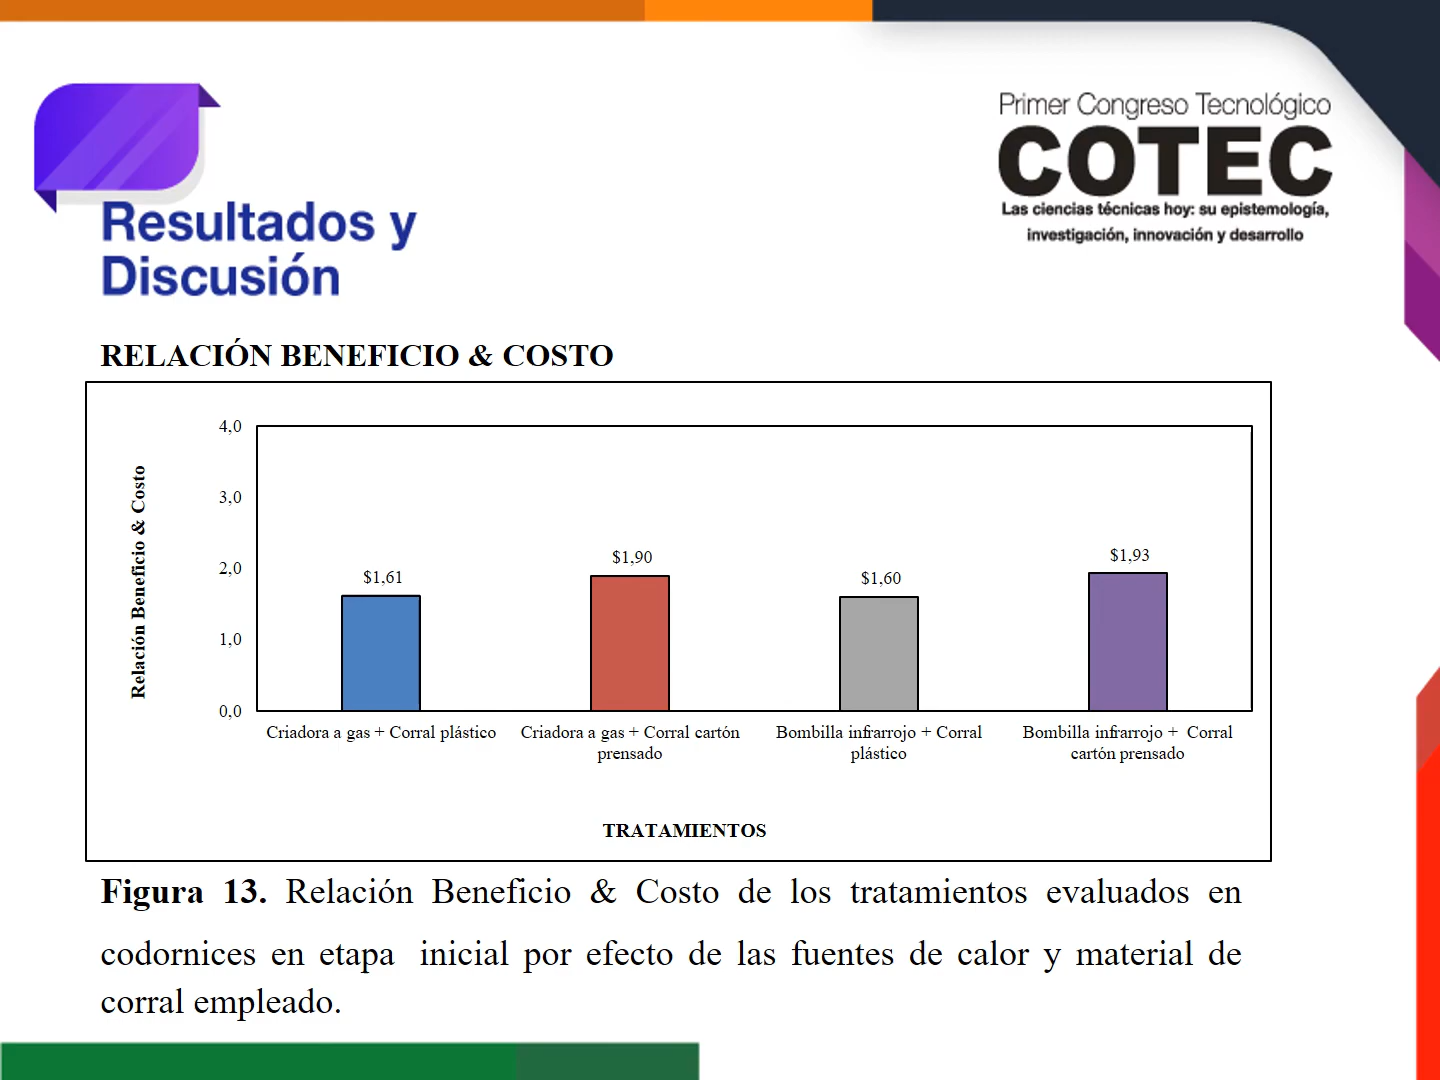 Primer Congreso Tecnológico
COTEC
Las ciencias técnicas hoy: su epistemología,
investigación, innovación y desarrollo
Resultados y
Discusión
RELACIÓN BENEFICIO & COSTO
Relación Beneficio & Costo
4,0
3,0
2,0
1,0
0,0
$1,61
$1,90
$1,60
$1,93
Criadora a gas + Corral plástico
Criadora a gas + Corral cartón
prensado
Bombilla infrarrojo + Corral
plástico
Bombilla infrarrojo +  Corral
cartón prensado
TRATAMIENTOS
Figura 13. Relación Beneficio & Costo de los tratamientos evaluados en
codornices en etapa  inicial por efecto de las fuentes de calor y material de
corral empleado.